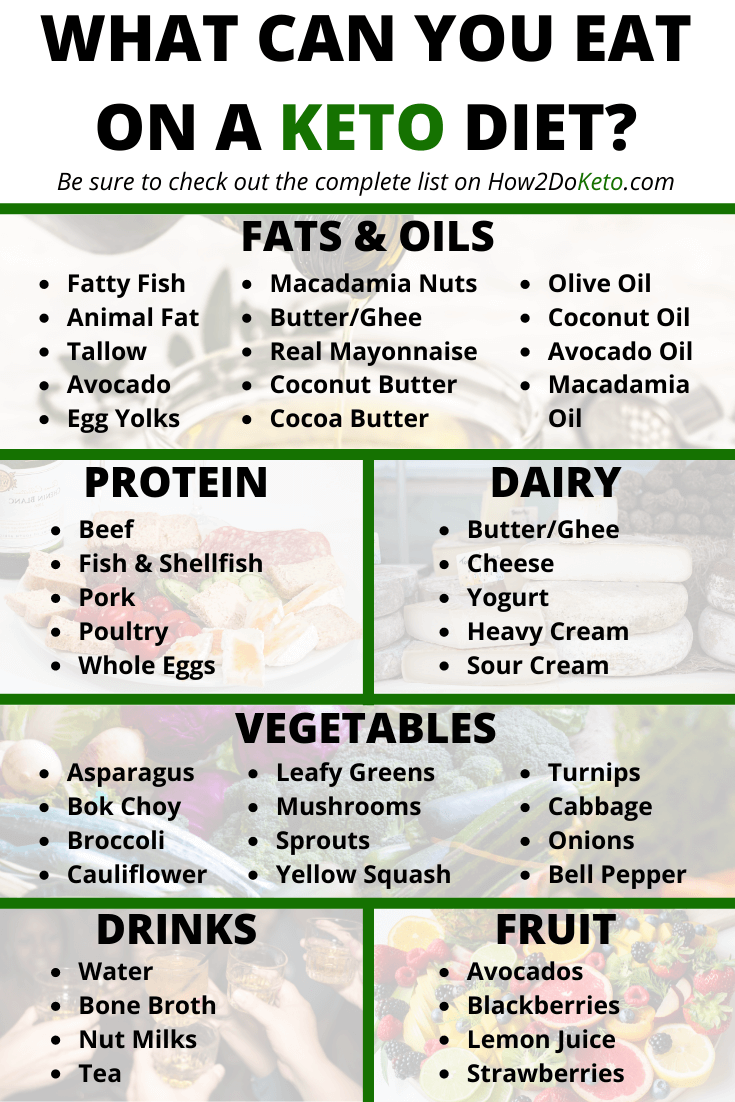 WHAT CAN YOU EAT
ON A KETO DIET?
Be sure to check out the complete list on How2DoKeto.com
FATS & OILS
• Fatty Fish
• Animal Fat
• Tallow
• Avocado
• Egg Yolks
• Macadamia Nuts
• Butter/Ghee
• Real Mayonnaise
• Coconut Butter
• Cocoa Butter
• Olive Oil
• Coconut Oil
• Avocado Oil
• Macadamia
Oil
PROTEIN
• Beef
• Fish & Shellfish
• Pork
• Poultry
• Whole Eggs
DAIRY
• Butter/Ghee
• Cheese
• Yogurt
• Heavy Cream
• Sour Cream
VEGETABLES
• Asparagus
• Bok Choy
• Broccoli
• Cauliflower
• Leafy Greens
• Mushrooms
• Sprouts
• Yellow Squash
• Turnips
• Cabbage
• Onions
• Bell Pepper
DRINKS
• Water
• Bone Broth
• Nut Milks
• Tea
FRUIT
• Avocados
• Blackberries
• Lemon Juice
• Strawberries